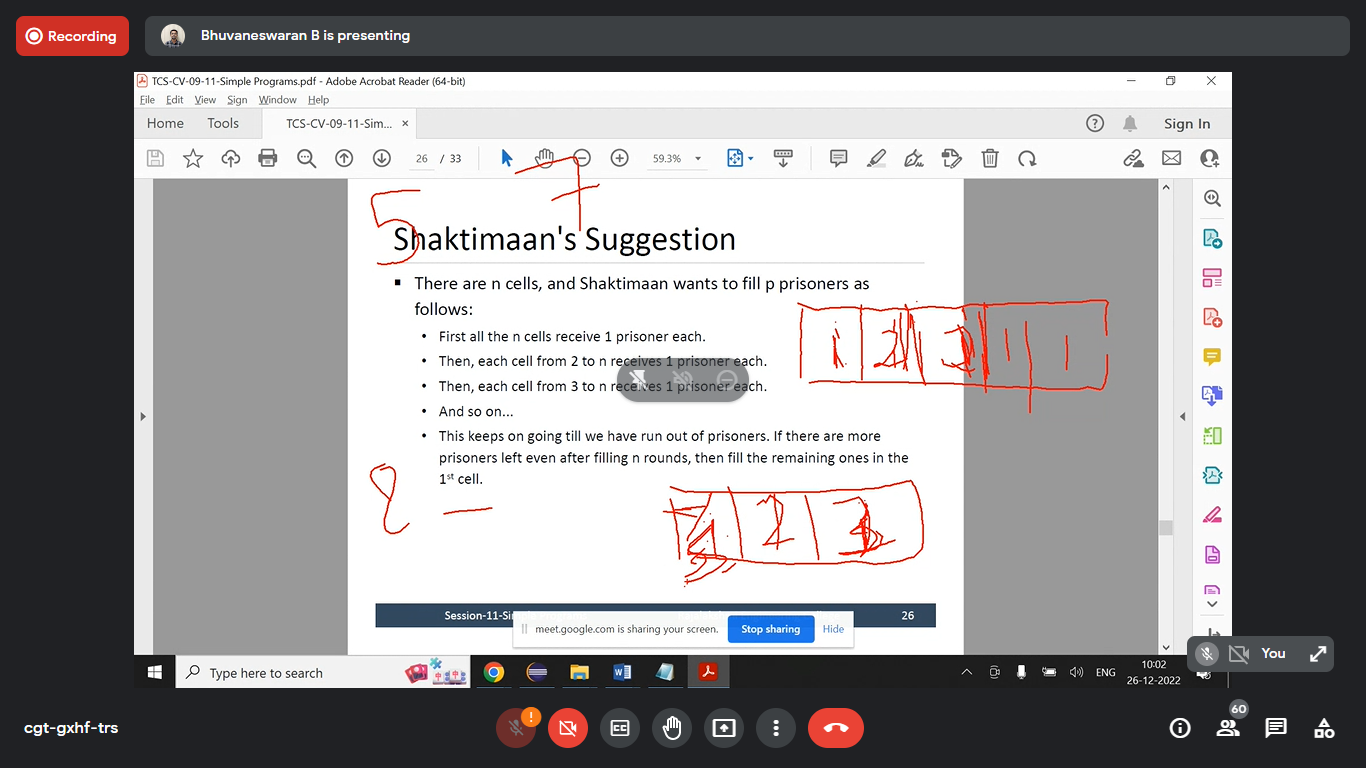 Recording
Bhuvaneswaran B is presenting
TCS-CV-09-11-Simple Programs.pdf - Adobe Acrobat Reader (64-bit)
File Edit View Sign Window Help
Home Tools TCS-CV-09-11-Sim... × Sign In
26 / 33 59.3%
5 7
Shaktimaan's Suggestion
▪ There are n cells, and Shaktimaan wants to fill p prisoners as
follows:
• First all the n cells receive 1 prisoner each.
• Then, each cell from 2 to n receives 1 prisoner each.
• Then, each cell from 3 to n receives 1 prisoner each.
• And so on...
• This keeps on going till we have run out of prisoners. If there are more
prisoners left even after filling n rounds, then fill the remaining ones in the
1st cell.
1 2 2 1 1
8 —
2 3
26
meet.google.com is sharing your screen. Stop sharing Hide
You
Type here to search
ENG
10:02
26-12-2022
cgt-gxhf-trs
60